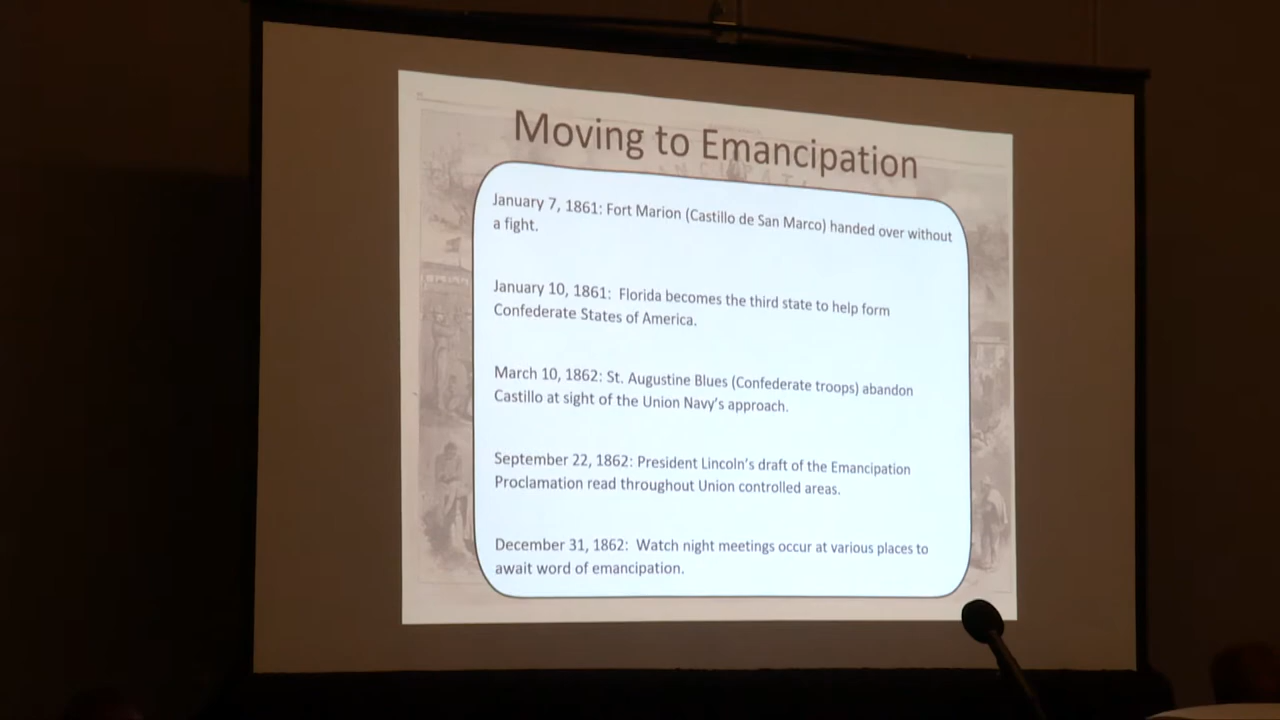 Moving to Emancipation
January 7, 1861: Fort Marion (Castillo de San Marco) handed over without
a fight.
January 10, 1861: Florida becomes the third state to help form
Confederate States of America.
March 10, 1862: St. Augustine Blues (Confederate troops) abandon
Castillo at sight of the Union Navy's approach.
September 22, 1862: President Lincoln's draft of the Emancipation
Proclamation read throughout Union controlled areas.
December 31, 1862: Watch night meetings occur at various places to
await word of emancipation.